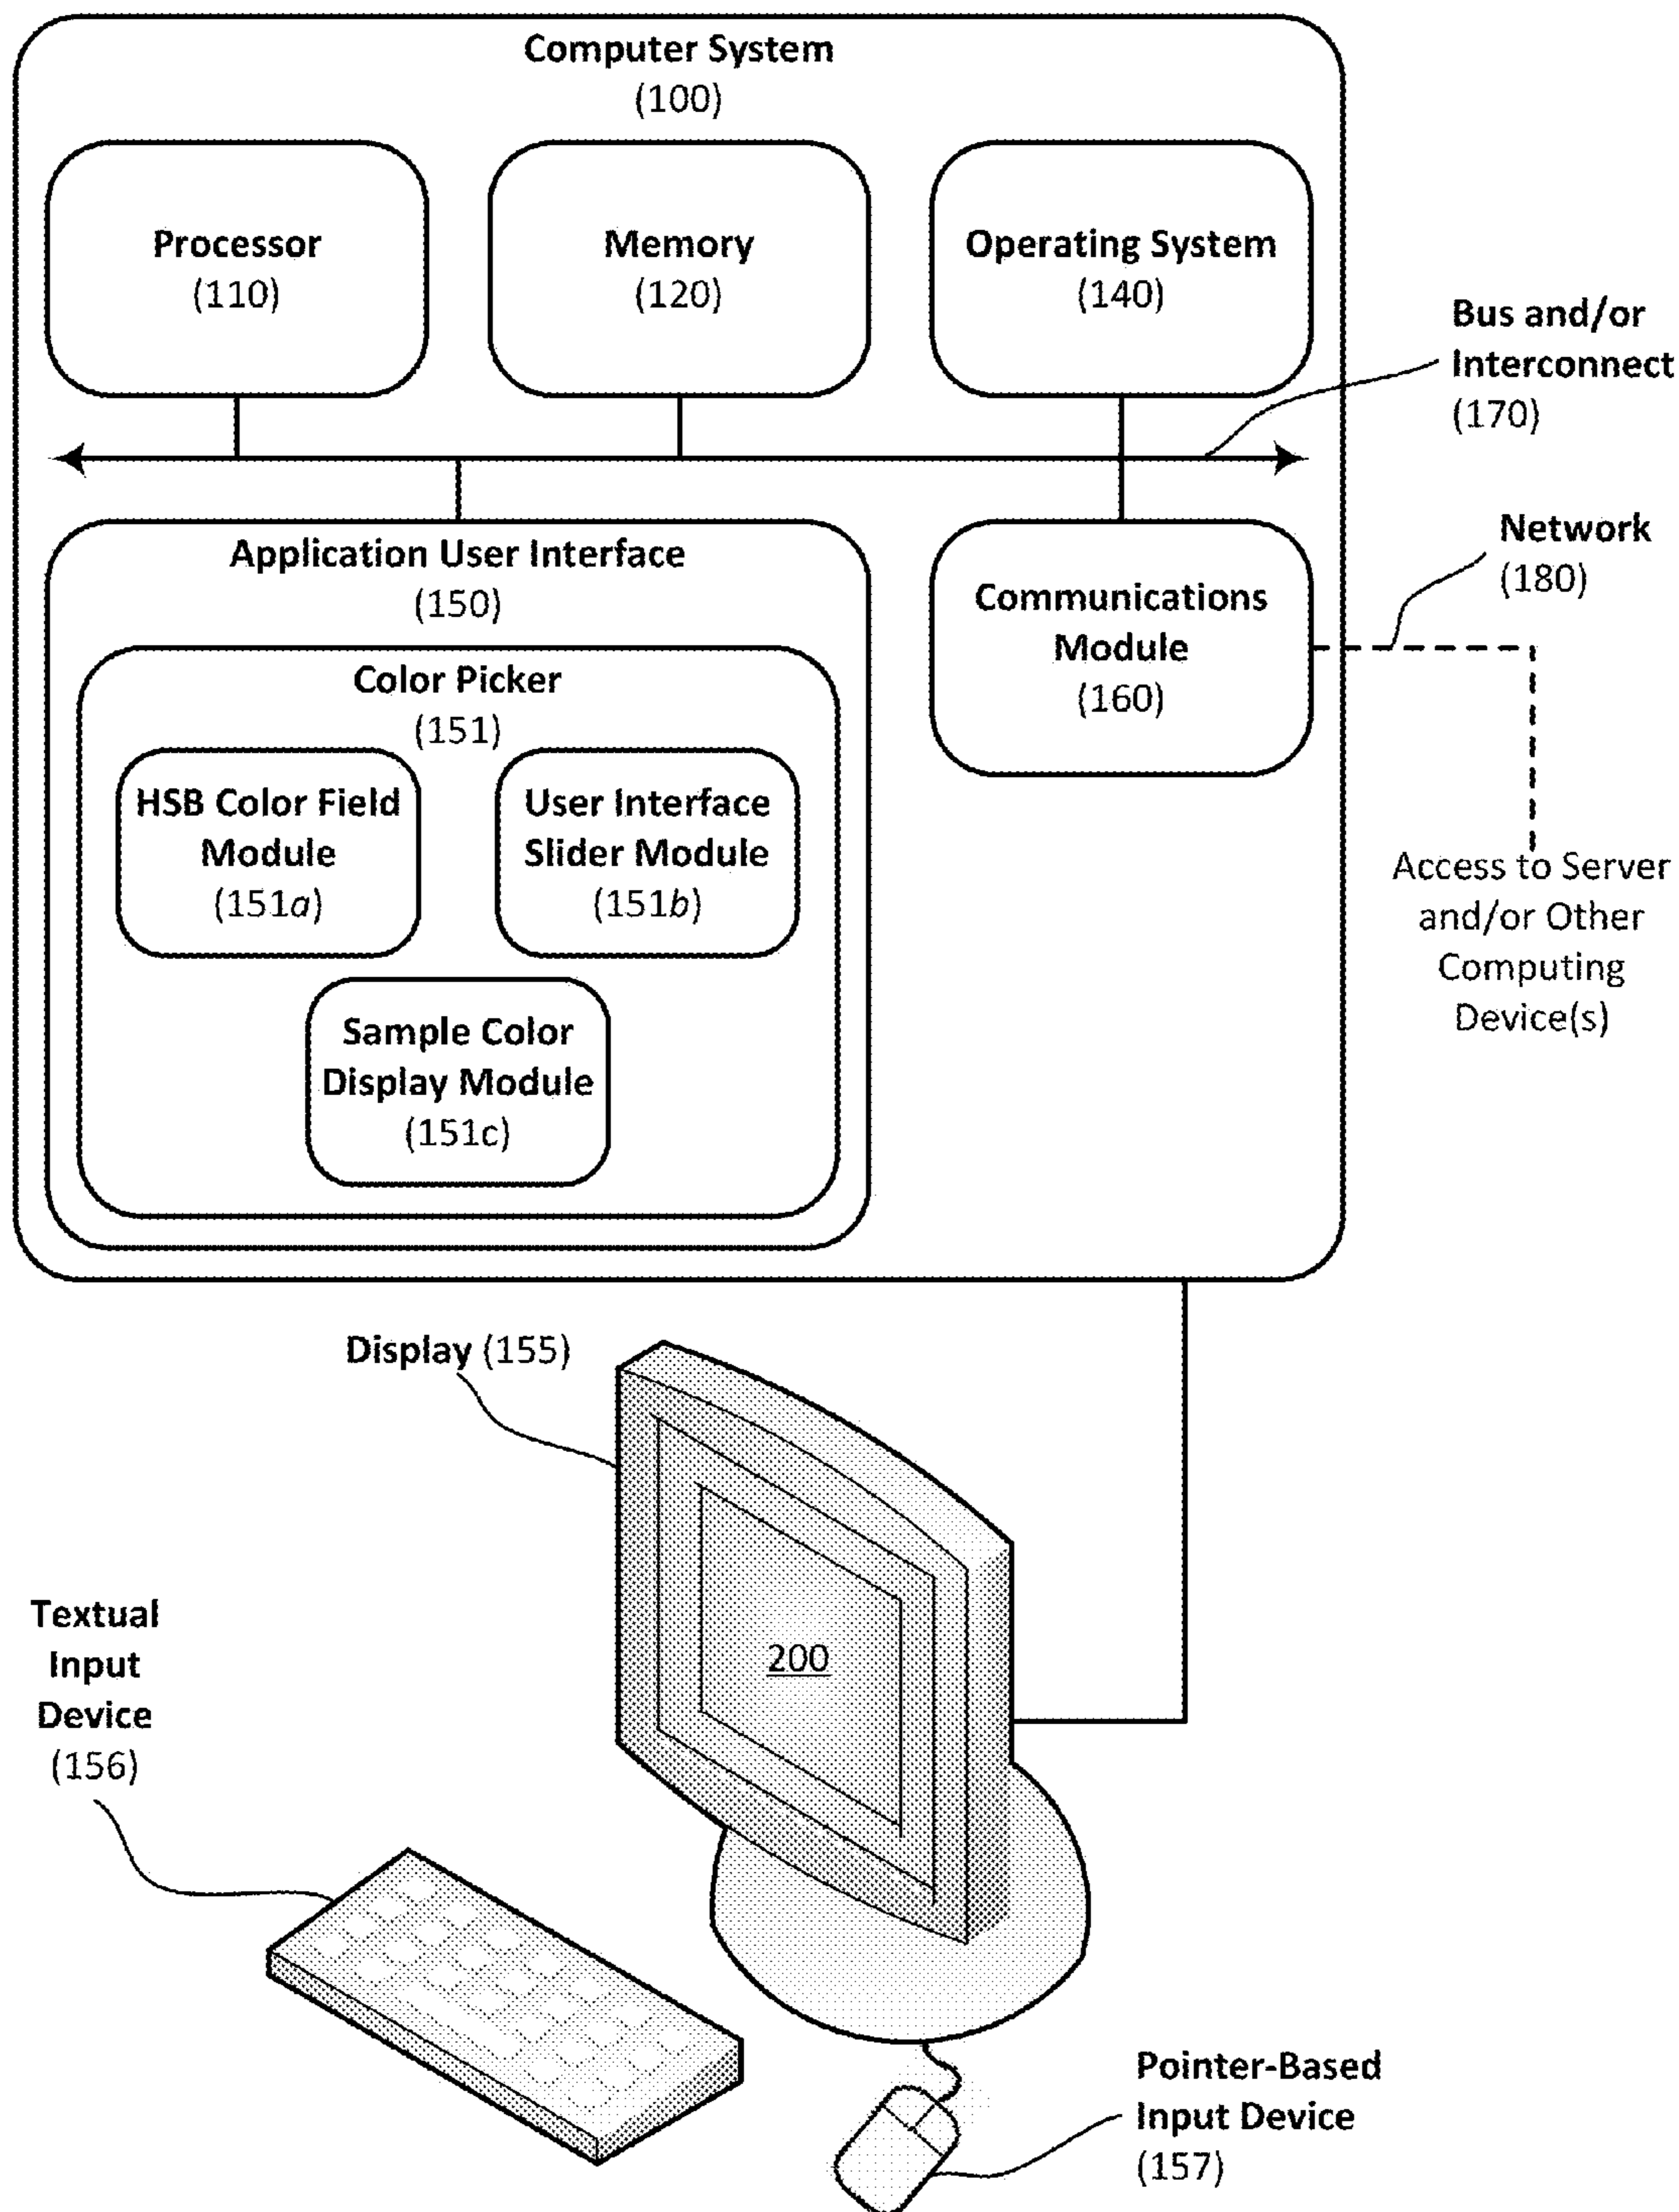 Computer System
(100)
Processor
(110)
Memory
(120)
Operating System
(140)
Bus and/or
Interconnect
(170)
Application User Interface
(150)
Color Picker
(151)
HSB Color Field
Module
(151a)
User Interface
Slider Module
(151b)
Sample Color
Display Module
(151c)
Communications
Module
(160)
Network
(180)
Access to Server
and/or Other
Computing
Device(s)
Display (155)
200
Textual
Input
Device
(156)
Pointer-Based
Input Device
(157)